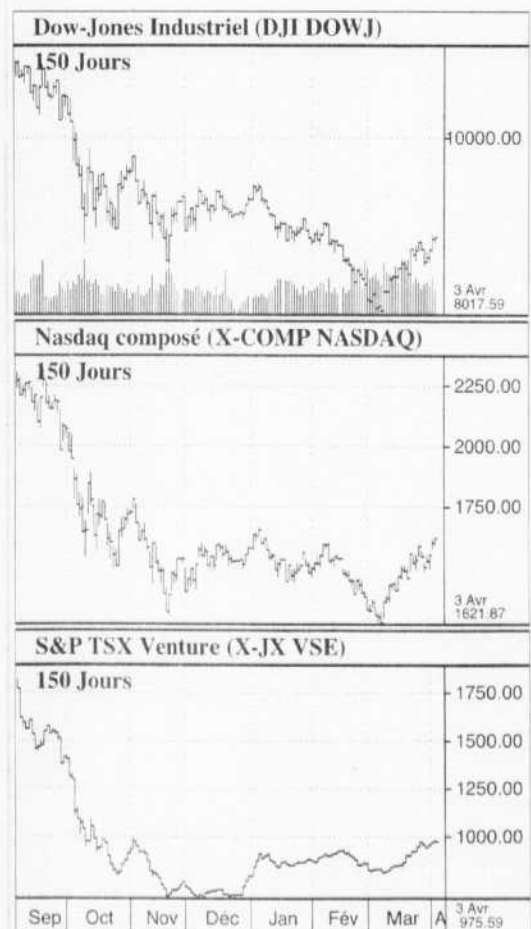 Dow-Jones Industriel (DJI DOWJ)
150 Jours
10000.00
3 Avr
8017.59
Nasdaq composé (X-COMP NASDAQ)
150 Jours
2250.00
2000.00
1750.00
3 Avr
1621.87
S&P TSX Venture (X-JX VSE)
150 Jours
1750.00
1500.00
1250.00
1000.00
3 Avr
975.59
Sep Oct Nov Déc Jan Fév Mar A